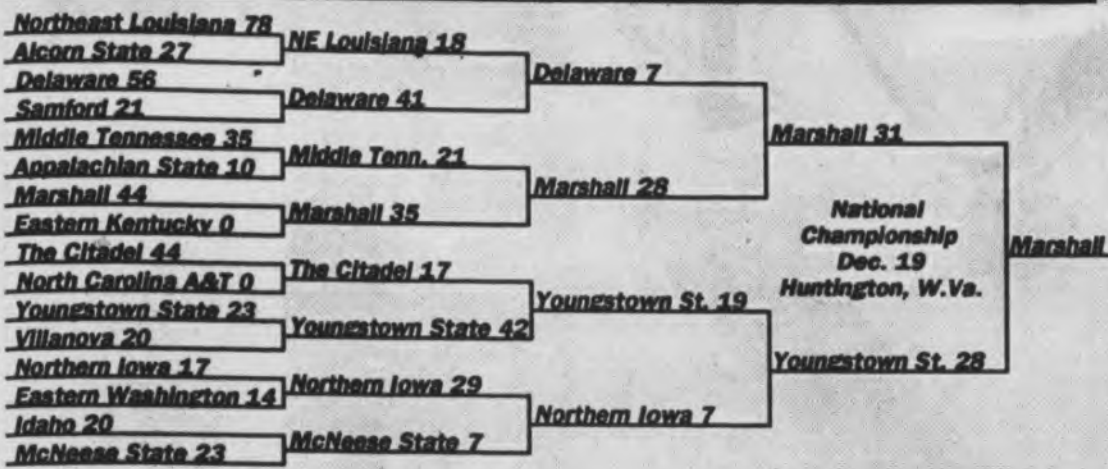 Northeast Louisiana 78
Alcorn State 27
Delaware 56
Samford 21
Middle Tennessee 35
Appalachian State 10
Marshall 44
Eastern Kentucky 0
The Citadel 44
North Carolina A&T 0
Youngstown State 23
Villanova 20
Northern Iowa 17
Eastern Washington 14
Idaho 20
McNeese State 23
NE Louisiana 18
Delaware 41
Middle Tenn. 21
Marshall 35
The Citadel 17
Youngstown State 42
Northern Iowa 29
McNeese State 7
Delaware 7
Marshall 28
Youngstown St. 19
Northern Iowa 7
Marshall 31
Youngstown St. 28
National
Championship
Dec. 19
Huntington, W.Va.
Marshall